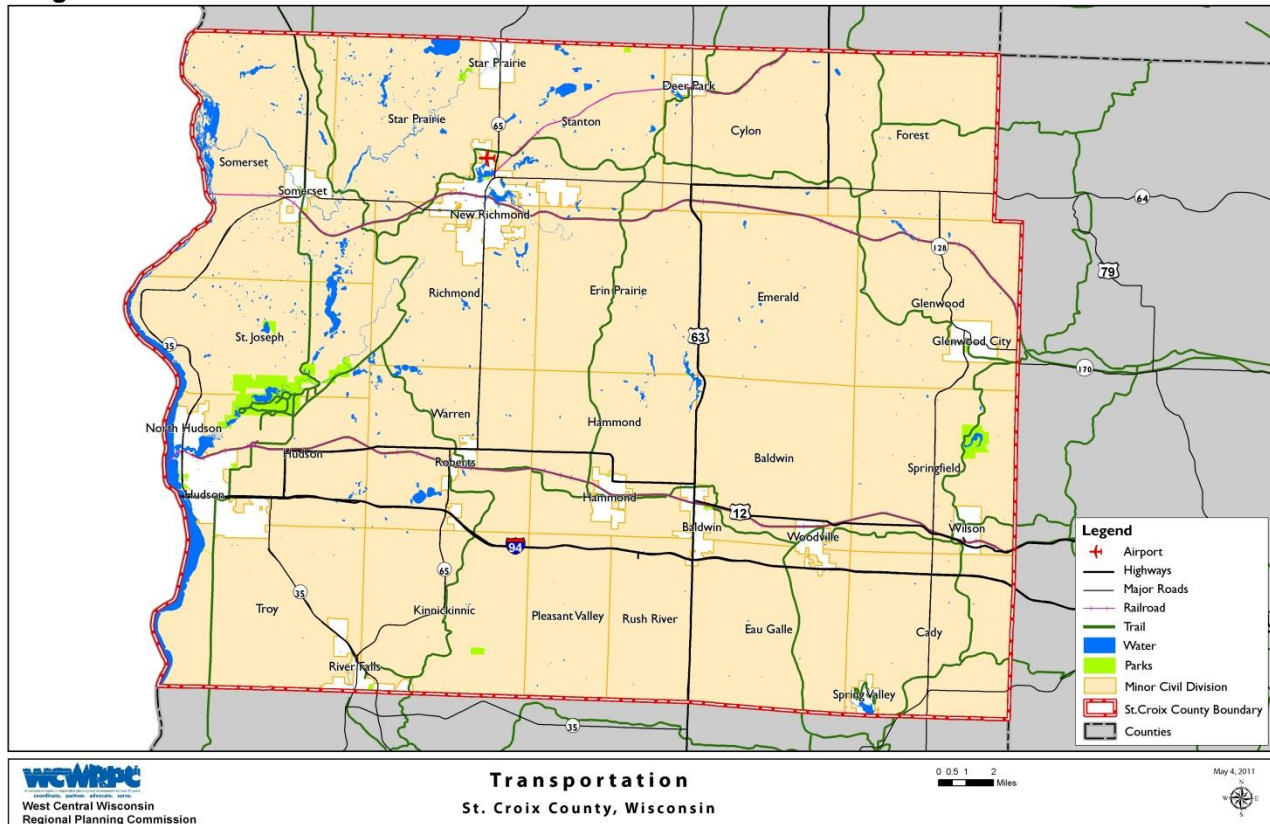 Star Prairie
Deer Park
65
Star Prairie
Stanton
Cylon
Forest
Somerset
Somerset
64
New Richmond
128
79
Richmond
Erin Prairie
Emerald
Glenwood
St. Joseph
63
Glenwood City
35
170
Warren
Hammond
North Hudson
Hudson
Roberts
Baldwin
Springfield
Hudson
Hammond
12
Baldwin
Woodville
Wilson
94
65
35
Troy
Kinnickinnic
Pleasant Valley
Rush River
Eau Galle
Cady
River Falls
Spring Valley
35
Legend
Airport
Highways
Major Roads
Railroad
Trail
Water
Parks
Minor Civil Division
St.Croix County Boundary
Counties
WCWRPC
coordinate. partner. advocate. serve.
West Central Wisconsin
Regional Planning Commission
Transportation
St. Croix County, Wisconsin
0 0.5 1 2
Miles
May 4, 2011
N
W E
S